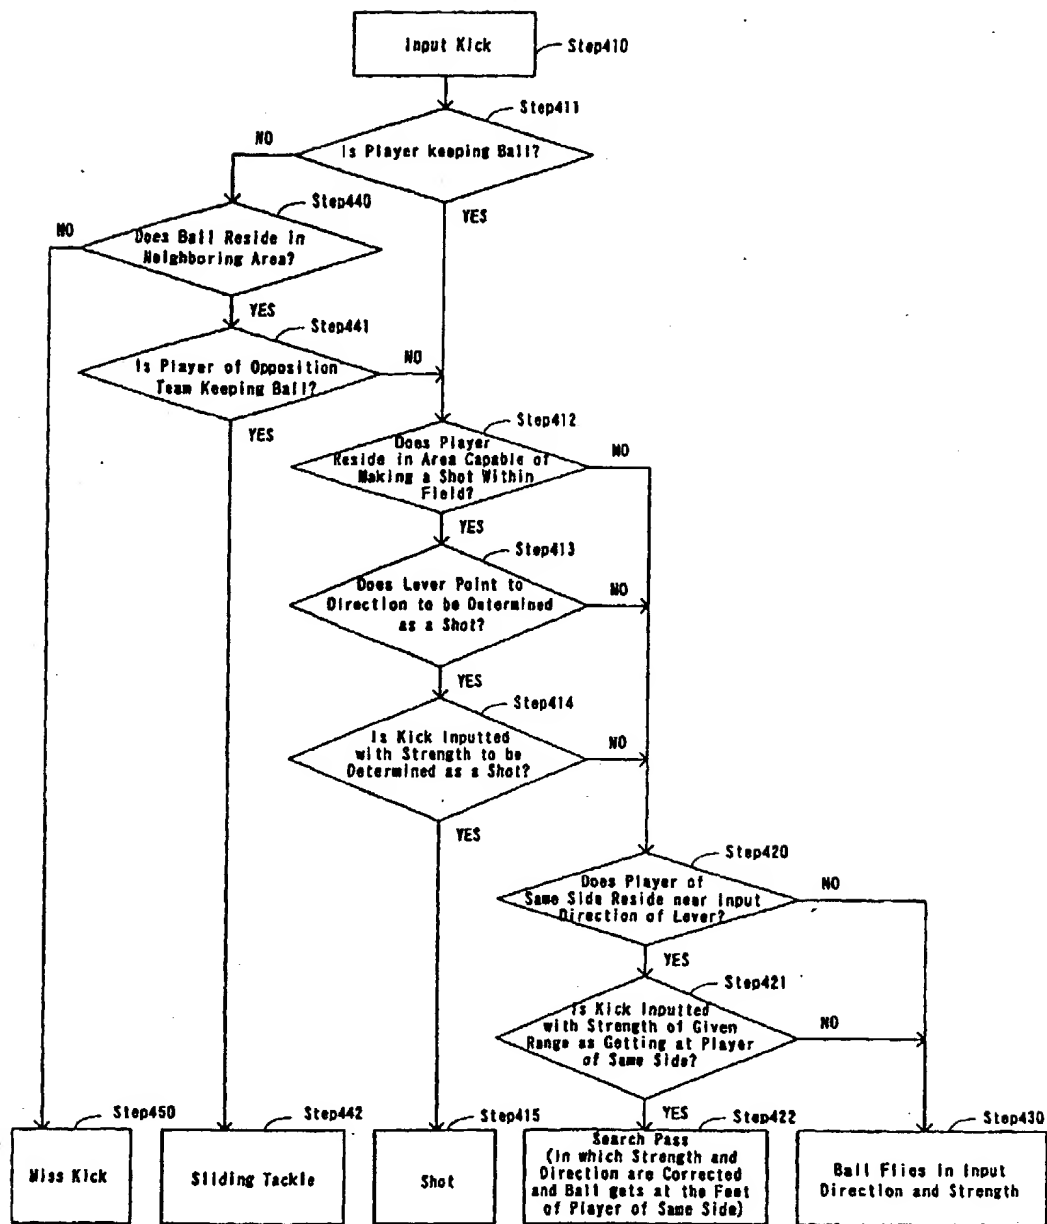 Input Kick
Step410
Step411
NO
Is Player keeping Ball?
Step440
YES
NO
Does Ball Reside in
Neighboring Area?
YES
Step441
NO
Is Player of Opposition
Team Keeping Ball?
YES
Step412
Does Player
Reside in Area Capable of
Making a Shot Within
Field?
NO
YES
Step413
Does Lever Point to
Direction to be Determined
as a Shot?
NO
YES
Step414
Is Kick Inputted
with Strength to be
Determined as a Shot?
NO
YES
Step420
Does Player of
Same Side Reside near Input
Direction of Lever?
NO
YES
Step421
Is Kick Inputted
with Strength of Given
Range as Getting at Player
of Same Side?
NO
YES
Step450
Miss Kick
Step442
Sliding Tackle
Step415
Shot
Step422
Search Pass
(in which Strength and
Direction are Corrected
and Ball gets at the Feet
of Player of Same Side)
Step430
Ball Flies in Input
Direction and Strength